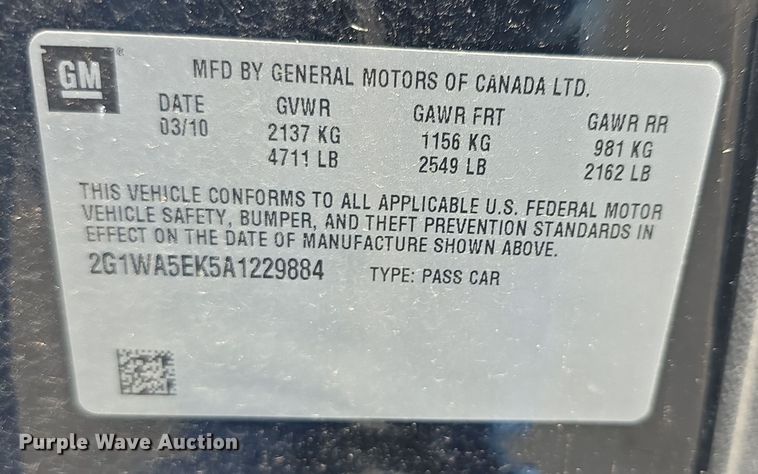 GM ®
MFD BY GENERAL MOTORS OF CANADA LTD.
DATE GVWR GAWR FRT GAWR RR
03/10 2137 KG 1156 KG 981 KG
4711 LB 2549 LB 2162 LB
THIS VEHICLE CONFORMS TO ALL APPLICABLE U.S. FEDERAL MOTOR
VEHICLE SAFETY, BUMPER, AND THEFT PREVENTION STANDARDS IN
EFFECT ON THE DATE OF MANUFACTURE SHOWN ABOVE.
2G1WA5EK5A1229884 TYPE: PASS CAR
Purple Wave Auction